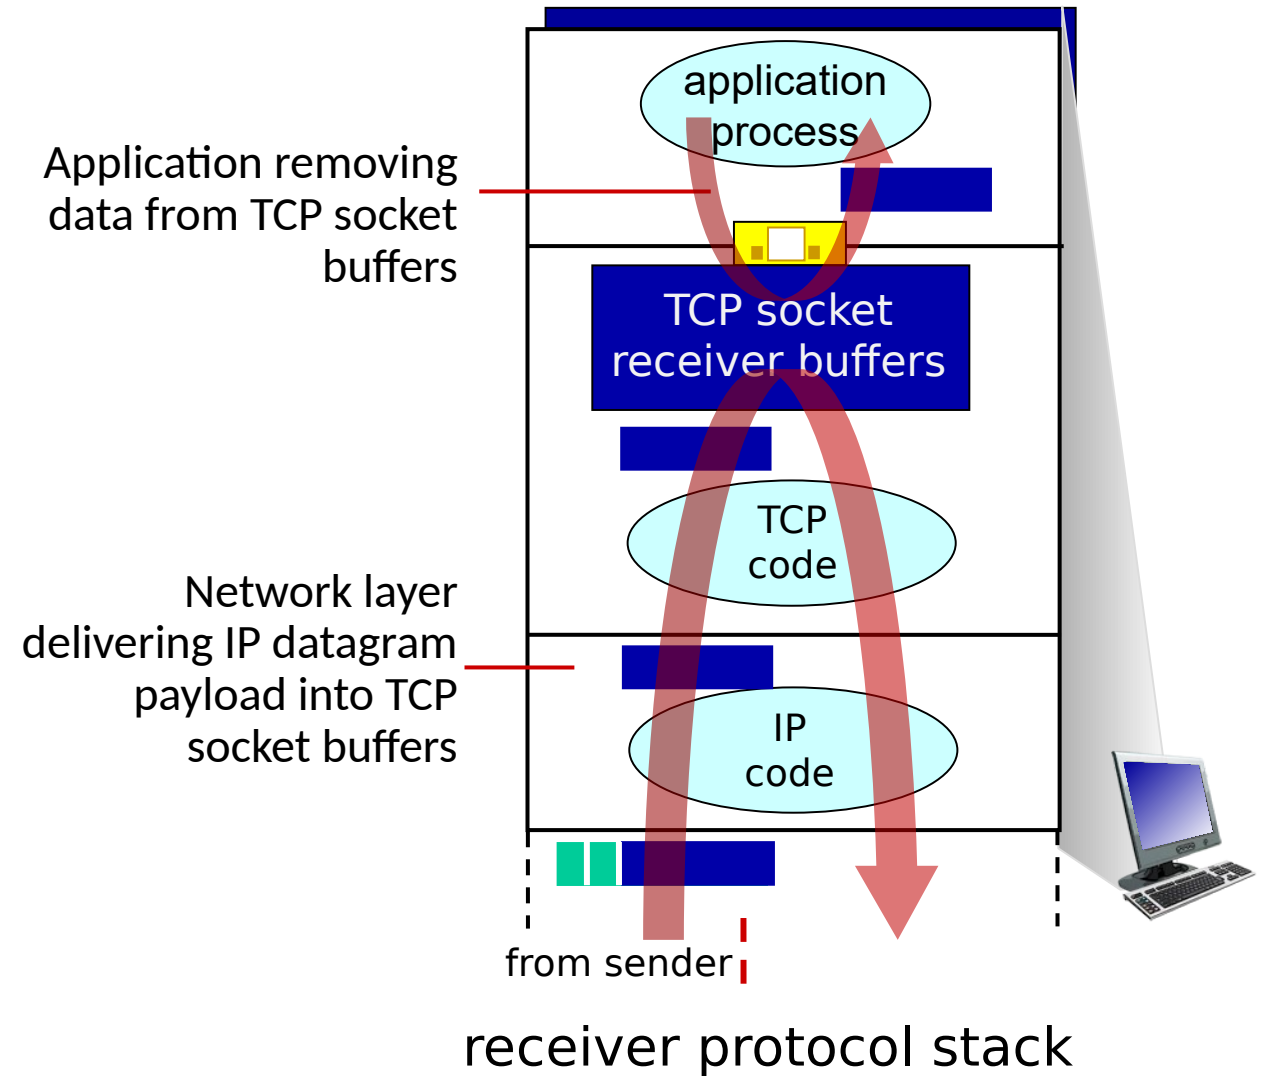 application
process
Application removing
data from TCP socket
buffers
TCP socket
receiver buffers
TCP
code
Network layer
delivering IP datagram
payload into TCP
socket buffers
IP
code
from sender
receiver protocol stack